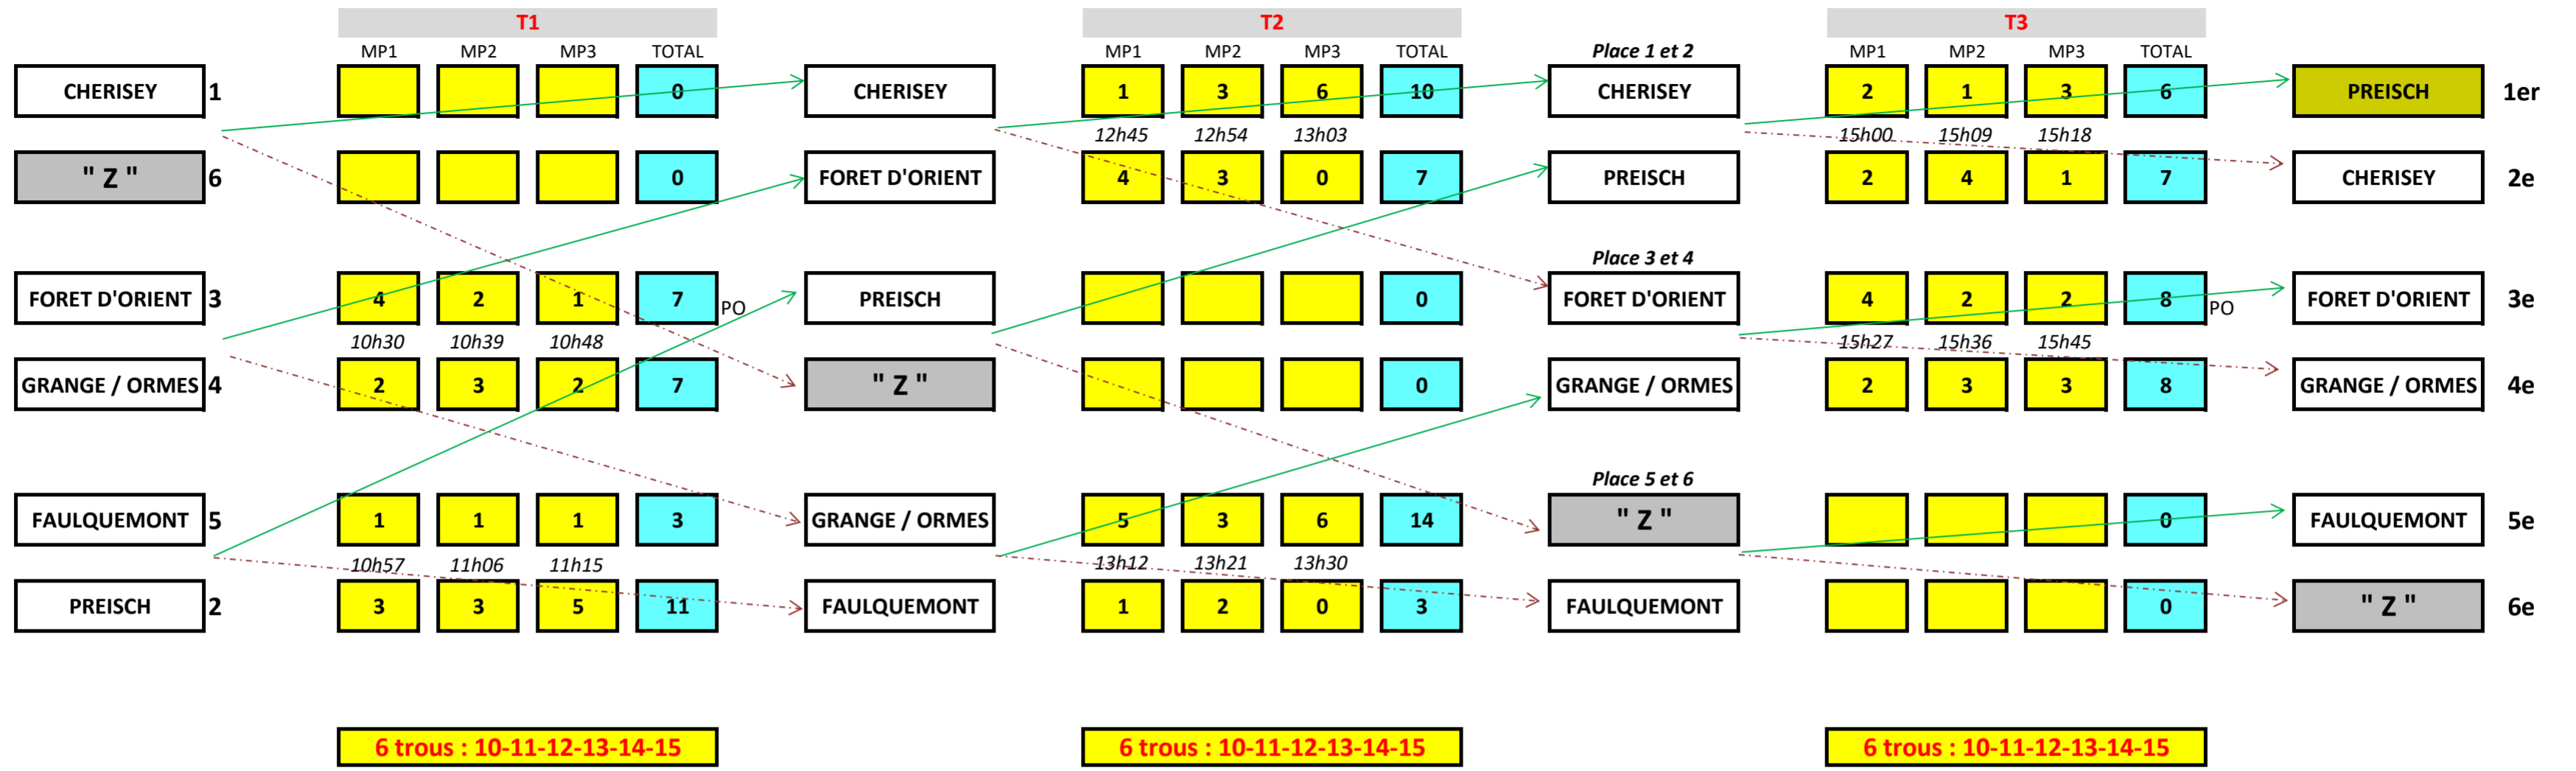 T1 T2 T3
MP1 MP2 MP3 TOTAL MP1 MP2 MP3 TOTAL Place 1 et 2 MP1 MP2 MP3 TOTAL
CHERISEY 1 0 CHERISEY 1 3 6 10 CHERISEY 2 1 3 6 PREISCH 1er
12h45 12h54 13h03 15h00 15h09 15h18
" Z " 6 0 FORET D'ORIENT 4 3 0 7 PREISCH 2 4 1 7 CHERISEY 2e
Place 3 et 4
FORET D'ORIENT 3 4 2 1 7 PO PREISCH 0 FORET D'ORIENT 4 2 2 8 PO FORET D'ORIENT 3e
10h30 10h39 10h48 15h27 15h36 15h45
GRANGE / ORMES 4 2 3 2 7 " Z " 0 GRANGE / ORMES 2 3 3 8 GRANGE / ORMES 4e
Place 5 et 6
FAULQUEMONT 5 1 1 1 3 GRANGE / ORMES 5 3 6 14 " Z " 0 FAULQUEMONT 5e
10h57 11h06 11h15 13h12 13h21 13h30
PREISCH 2 3 3 5 11 FAULQUEMONT 1 2 0 3 FAULQUEMONT 0 " Z " 6e
6 trous : 10-11-12-13-14-15 6 trous : 10-11-12-13-14-15 6 trous : 10-11-12-13-14-15